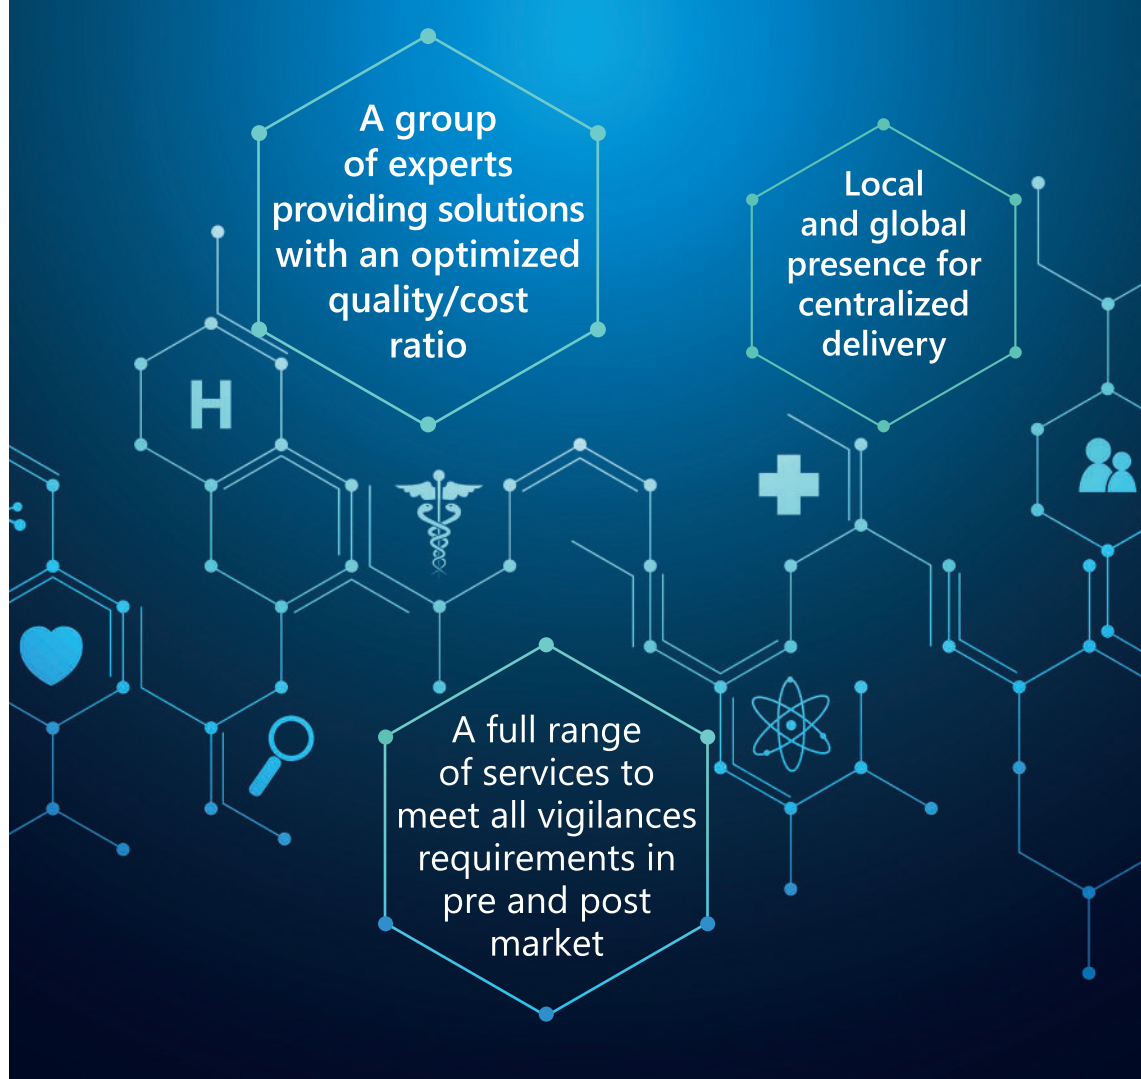 A group
of experts
providing solutions
with an optimized
quality/cost
ratio
Local
and global
presence for
centralized
delivery
H
A full range
of services to
meet all vigilances
requirements in
pre and post
market